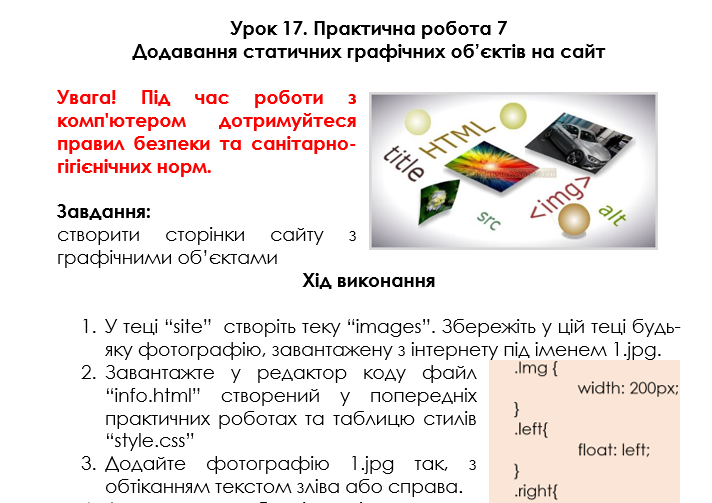 Урок 17. Практична робота 7
Додавання статичних графічних об’єктів на сайт
Увага! Під час роботи з
комп'ютером дотримуйтеся
правил безпеки та санітарно-
гігієнічних норм.
title
HTML
src
<img>
alt
Завдання:
створити сторінки сайту з
графічними об’єктами
Хід виконання
1. У теці “site” створіть теку “images”. Збережіть у цій теці будь-
яку фотографію, завантажену з інтернету під іменем 1.jpg.
2. Завантажте у редактор коду файл
“info.html” створений у попередніх
практичних роботах та таблицю стилів
“style.css”
3. Додайте фотографію 1.jpg так, з
обтіканням текстом зліва або справа.
.Img {
width: 200px;
}
.left{
float: left;
}
.right{